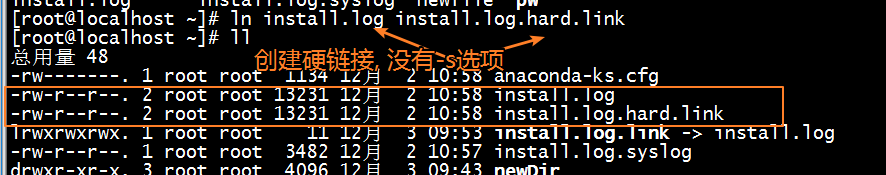 install.log install.log.syslog newfile pw
[root@localhost ~]# ln install.log install.log.hard.link
[root@localhost ~]# ll
总用量 48
创建硬链接, 没有-s选项
-rw-------. 1 root root 1134 12月 2 10:58 anaconda-ks.cfg
-rw-r--r--. 2 root root 13231 12月 2 10:58 install.log
-rw-r--r--. 2 root root 13231 12月 2 10:58 install.log.hard.link
lrwxrwxrwx. 1 root root 11 12月 3 09:53 install.log.link -> install.log
-rw-r--r--. 1 root root 3482 12月 2 10:57 install.log.syslog
drwxr-xr-x. 3 root root 4096 12月 3 09:43 newDir